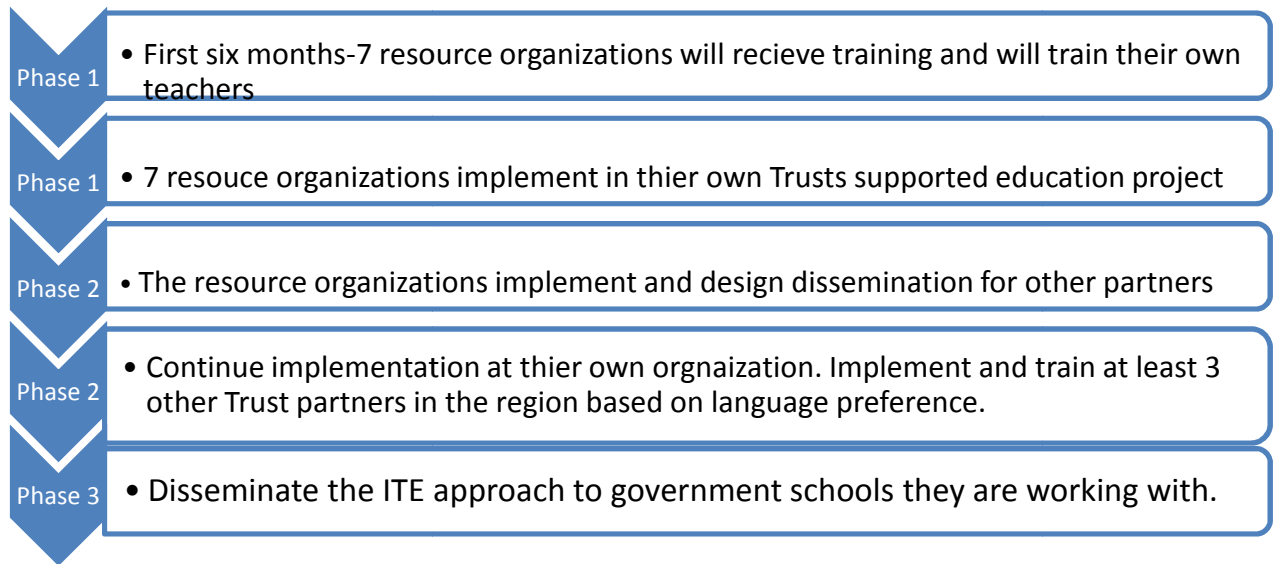 Phase 1
• First six months-7 resource organizations will recieve training and will train their own
teachers
Phase 1
• 7 resouce organizations implement in thier own Trusts supported education project
Phase 2
• The resource organizations implement and design dissemination for other partners
Phase 2
• Continue implementation at thier own orgnaization. Implement and train at least 3
other Trust partners in the region based on language preference.
Phase 3
• Disseminate the ITE approach to government schools they are working with.